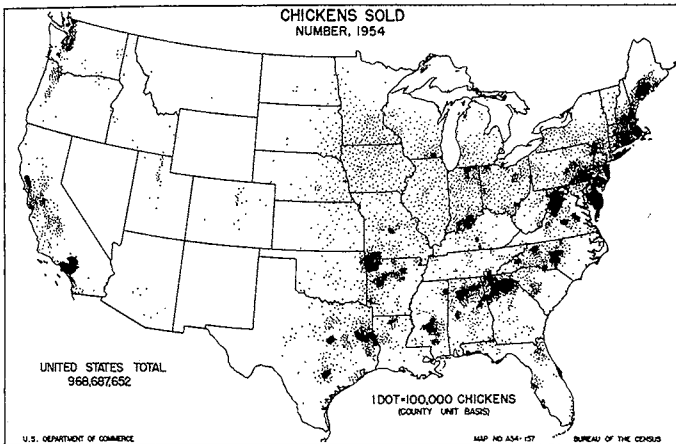 CHICKENS SOLD
NUMBER, 1954
UNITED STATES TOTAL
968,687,652
1 DOT=100,000 CHICKENS
(COUNTY UNIT BASIS)
U.S. DEPARTMENT OF COMMERCE
MAP NO. A54-157
BUREAU OF THE CENSUS